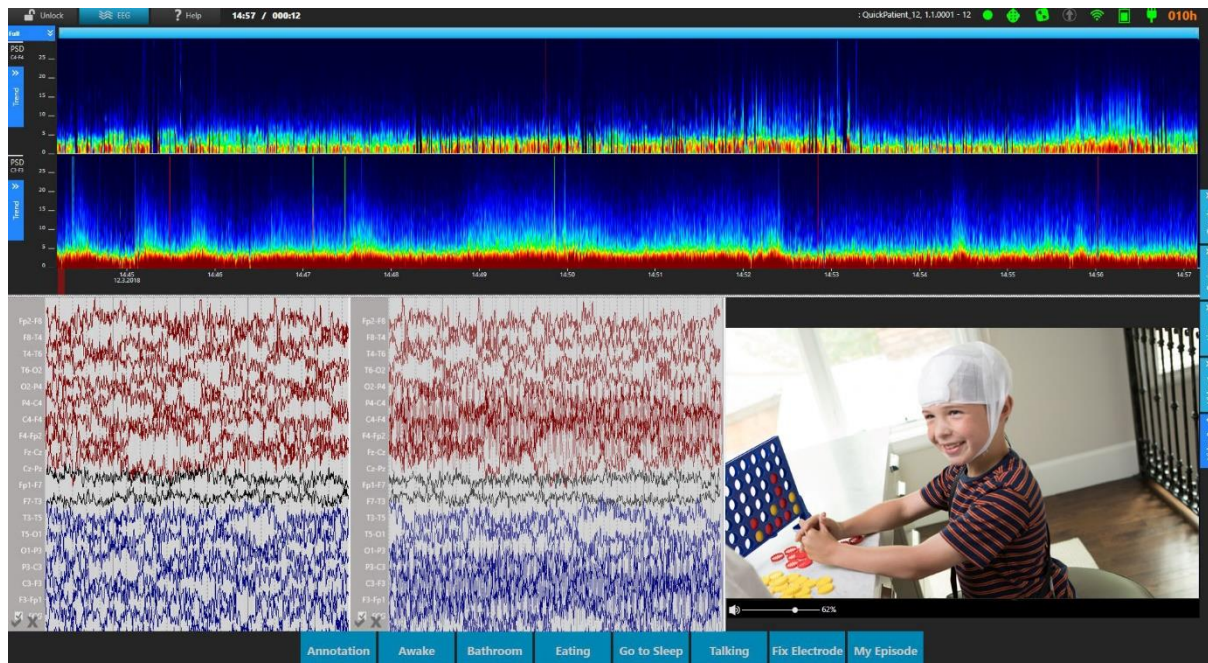 Unlock EEG ? Help 14:57 / 000:12 : QuickPatient_12, 1.1.0001 - 12 010h
Full
PSD
C4-F4
25
20
15
10
5
0
Trend
PSD
C3-F3
25
20
15
10
5
0
Trend
14:45 14:46 14:47 14:48 14:49 14:50 14:51 14:52 14:53 14:54 14:55 14:56 14:57
12.3.2018
Fp2-F8
F8-T4
T4-T6
T6-O2
O2-P4
P4-C4
C4-F4
F4-Fp2
Fz-Cz
Cz-Pz
Fp1-F7
F7-T3
T3-T5
T5-O1
O1-P3
P3-C3
C3-F3
F3-Fp1
Fp2-F8
F8-T4
T4-T6
T6-O2
O2-P4
P4-C4
C4-F4
F4-Fp2
Fz-Cz
Cz-Pz
Fp1-F7
F7-T3
T3-T5
T5-O1
O1-P3
P3-C3
C3-F3
F3-Fp1
62%
Annotation Awake Bathroom Eating Go to Sleep Talking Fix Electrode My Episode